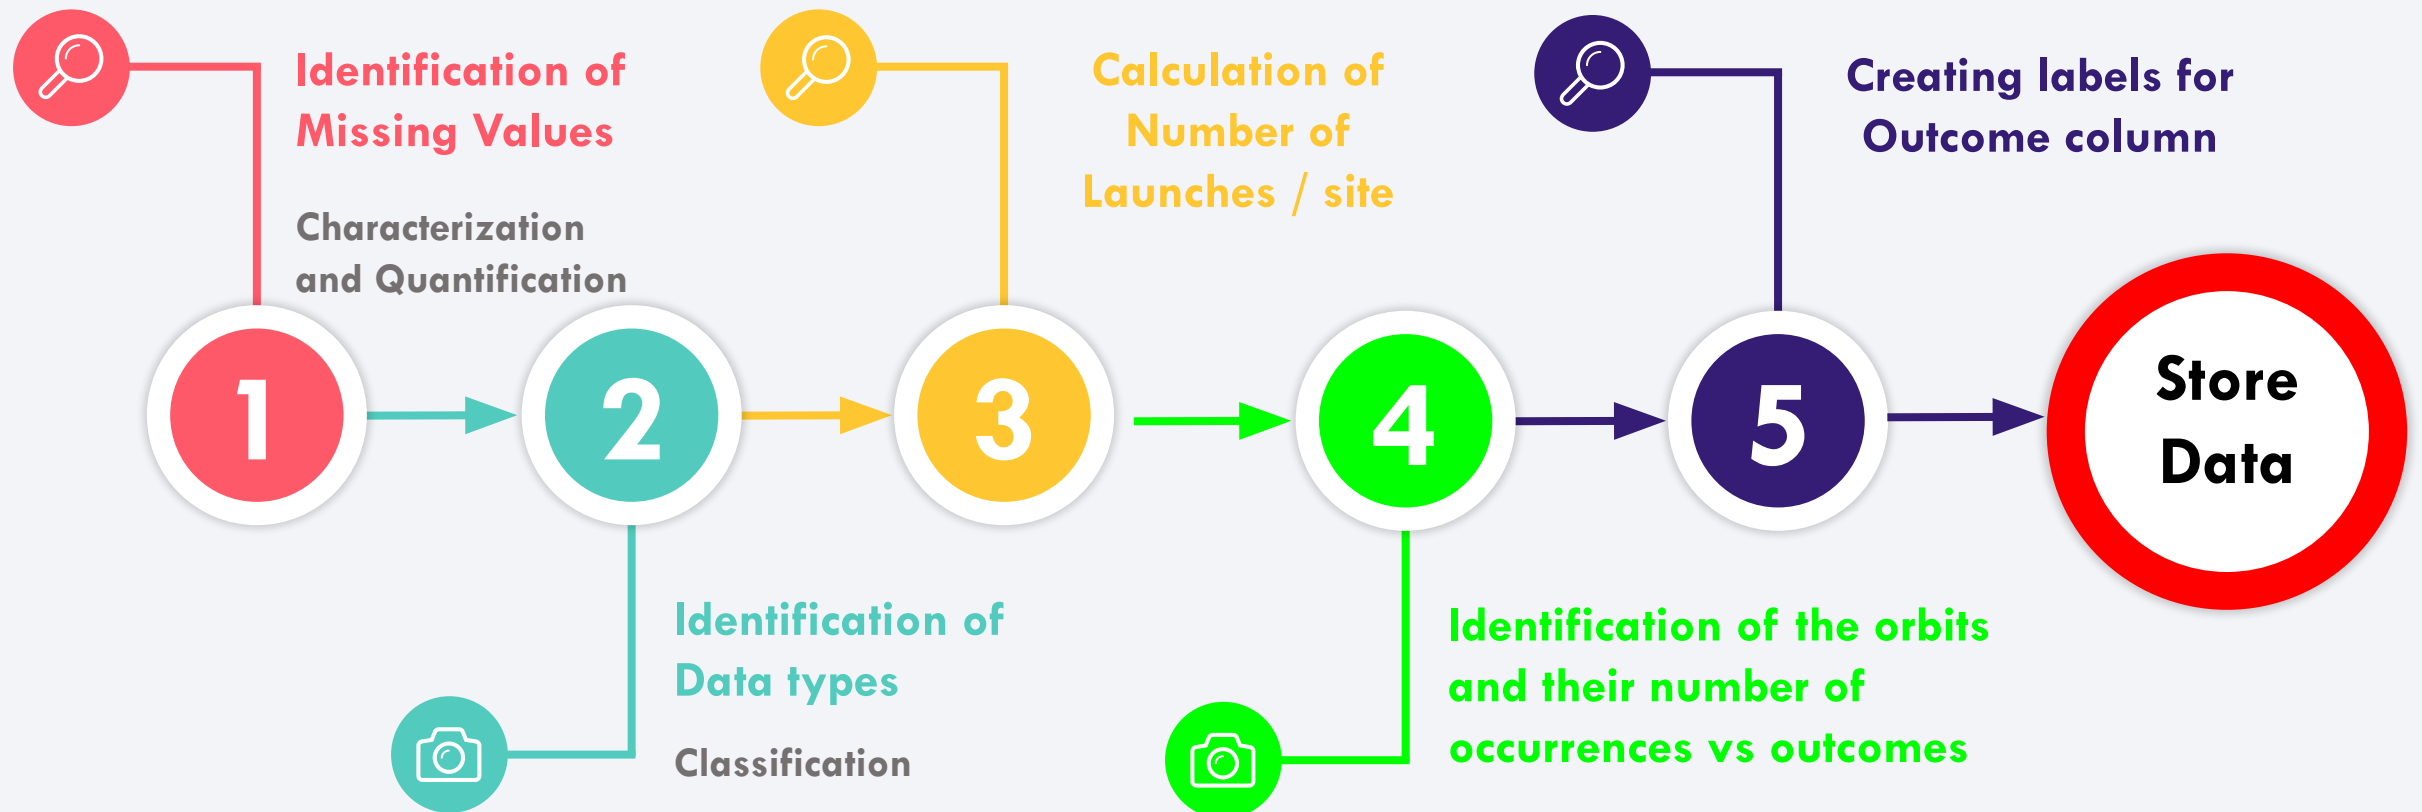 Identification of
Missing Values
Characterization
and Quantification
Calculation of
Number of
Launches / site
Creating labels for
Outcome column
1
2
3
4
5
Store
Data
Identification of
Data types
Classification
Identification of the orbits
and their number of
occurrences vs outcomes